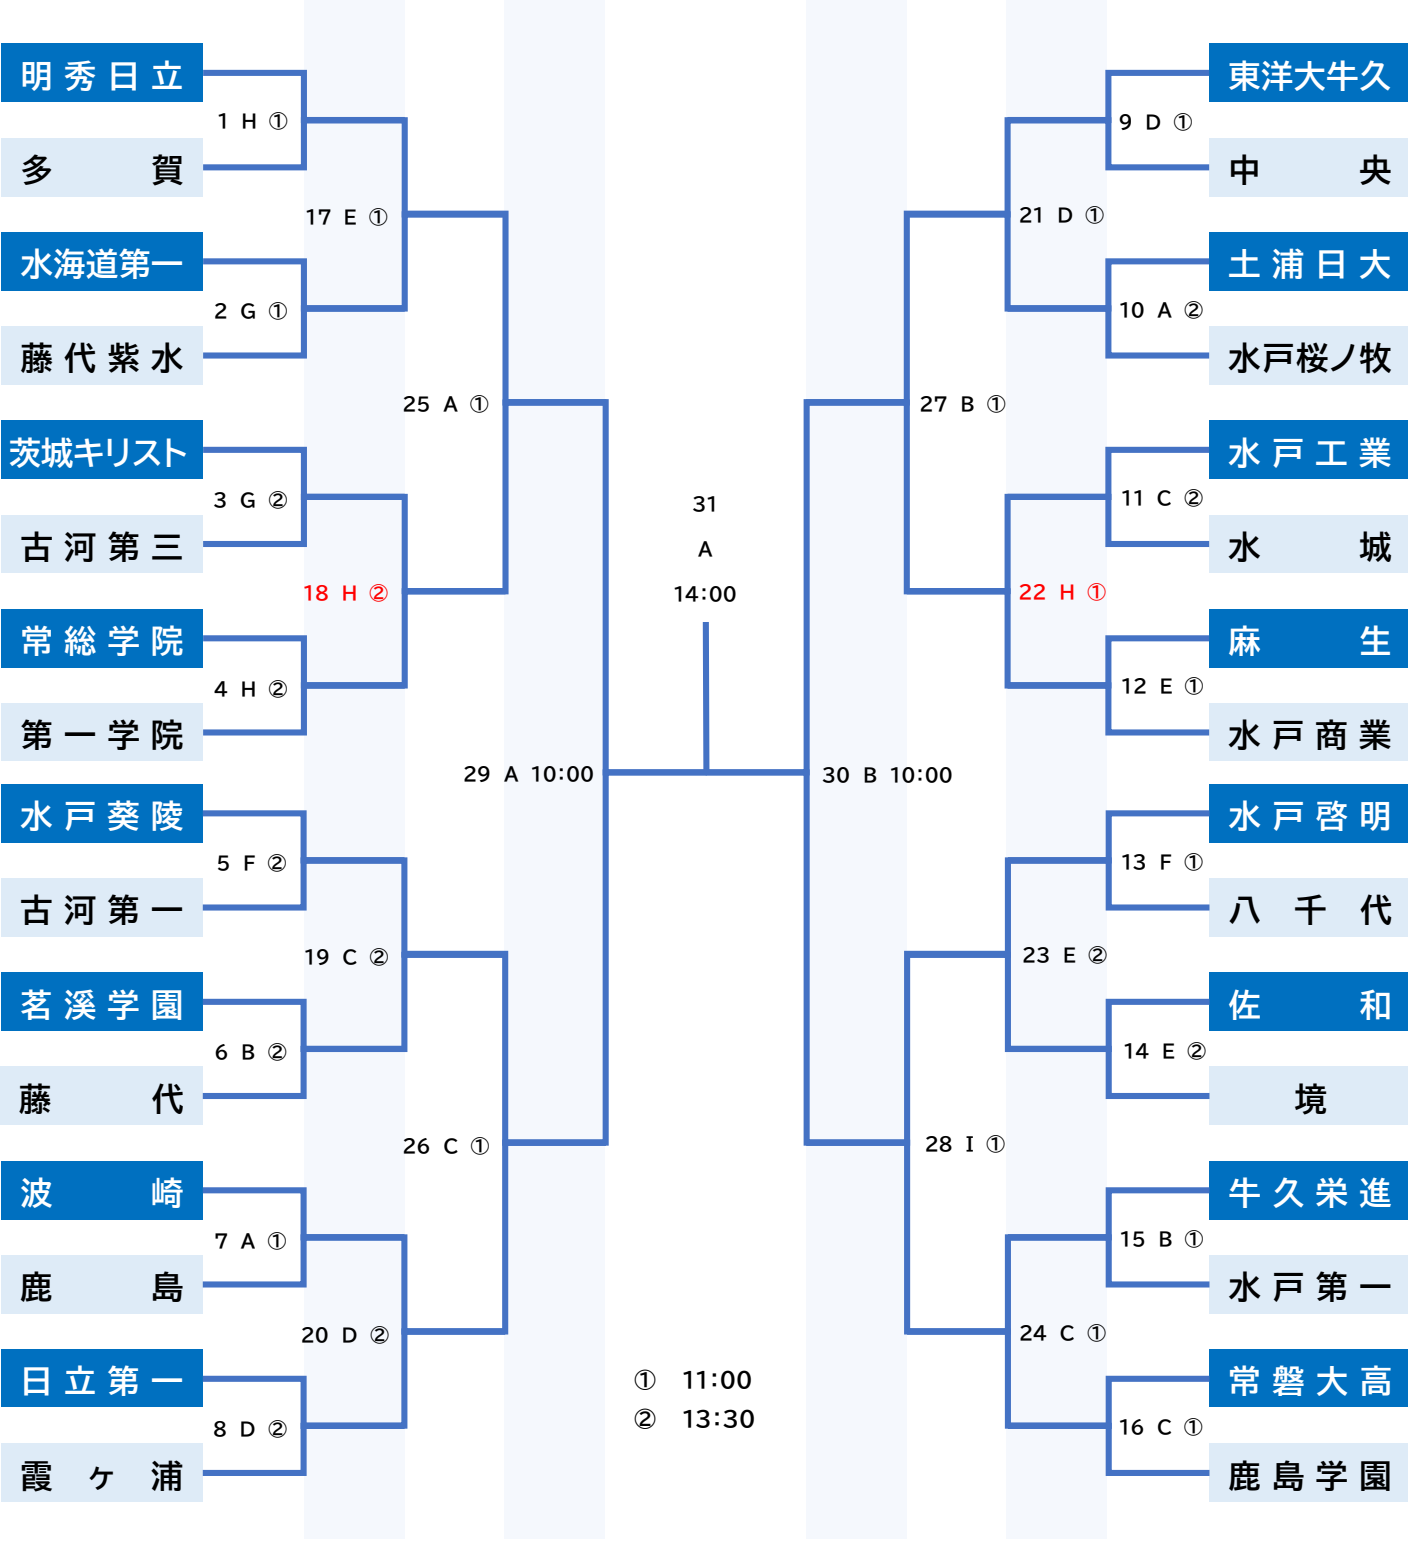 明秀日立
1 H ①
多賀
17 E ①
水海道第一
2 G ①
藤代紫水
25 A ①
茨城キリスト
3 G ②
古河第三
18 H ②
常総学院
4 H ②
第一学院
29 A 10:00
水戸葵陵
5 F ②
古河第一
19 C ②
茗溪学園
6 B ②
藤代
26 C ①
波崎
7 A ①
鹿島
20 D ②
日立第一
8 D ②
霞ヶ浦
31
A
14:00
① 11:00
② 13:30
東洋大牛久
9 D ①
中央
21 D ①
土浦日大
10 A ②
水戸桜ノ牧
27 B ①
水戸工業
11 C ②
水城
22 H ①
麻生
12 E ①
水戸商業
30 B 10:00
水戸啓明
13 F ①
八千代
23 E ②
佐和
14 E ②
境
28 I ①
牛久栄進
15 B ①
水戸第一
24 C ①
常磐大高
16 C ①
鹿島学園